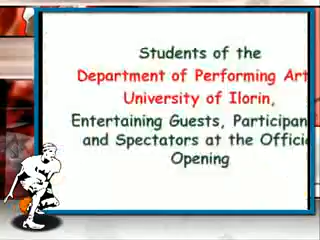 Students of the
Department of Performing Art
University of Ilorin,
Entertaining Guests, Participan
and Spectators at the Offici
Opening